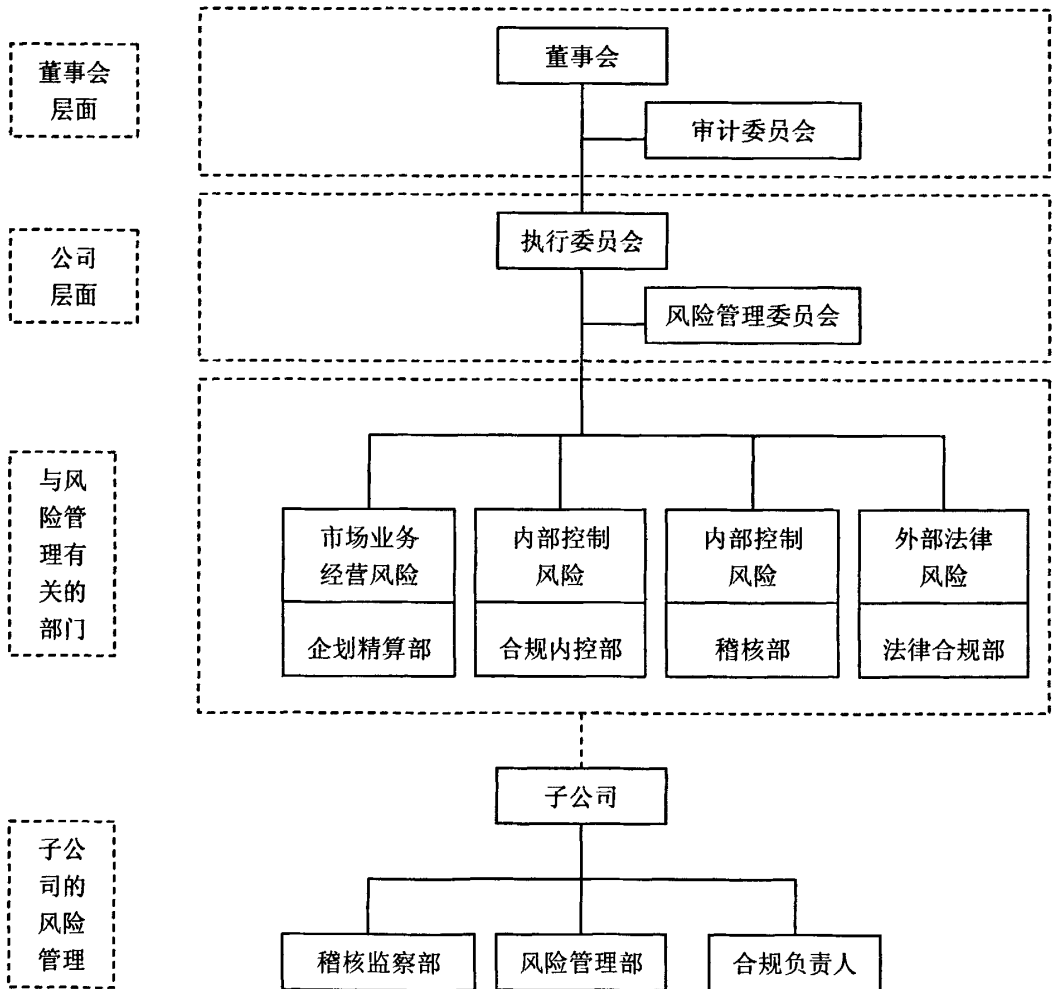 董事会
层面
董事会
审计委员会
公司
层面
执行委员会
风险管理委员会
与风
险管
理有
关的
部门
市场业务
经营风险
企划精算部
内部控制
风险
合规内控部
内部控制
风险
稽核部
外部法律
风险
法律合规部
子公司
子公
司的
风险
管理
稽核监察部
风险管理部
合规负责人